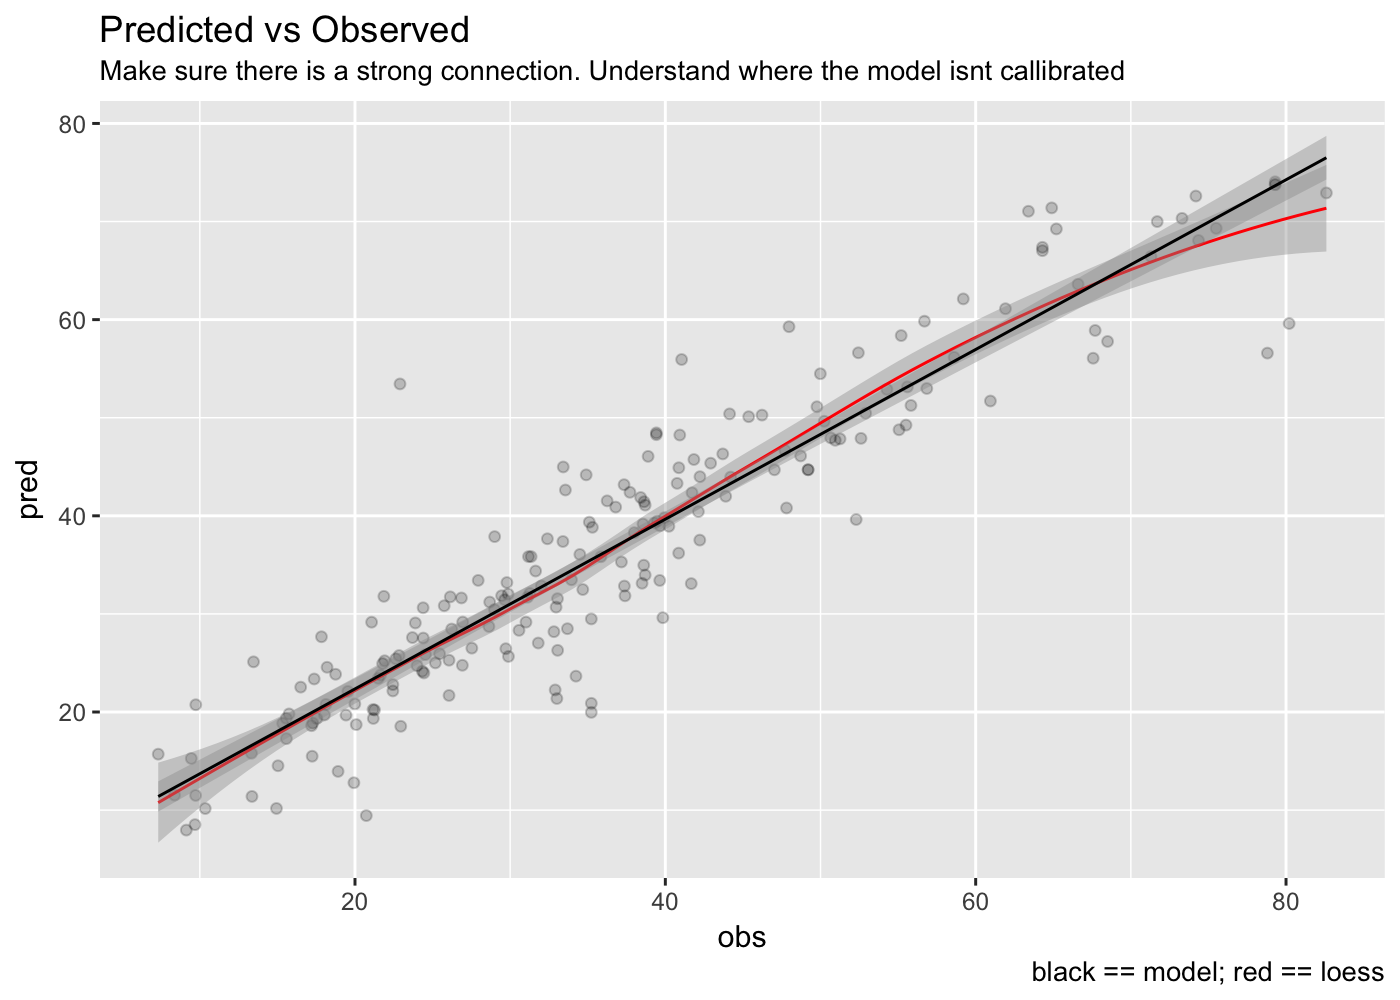 Predicted vs Observed
Make sure there is a strong connection. Understand where the model isnt callibrated
80
60
40
20
pred
20 40 60 80
obs
black == model; red == loess